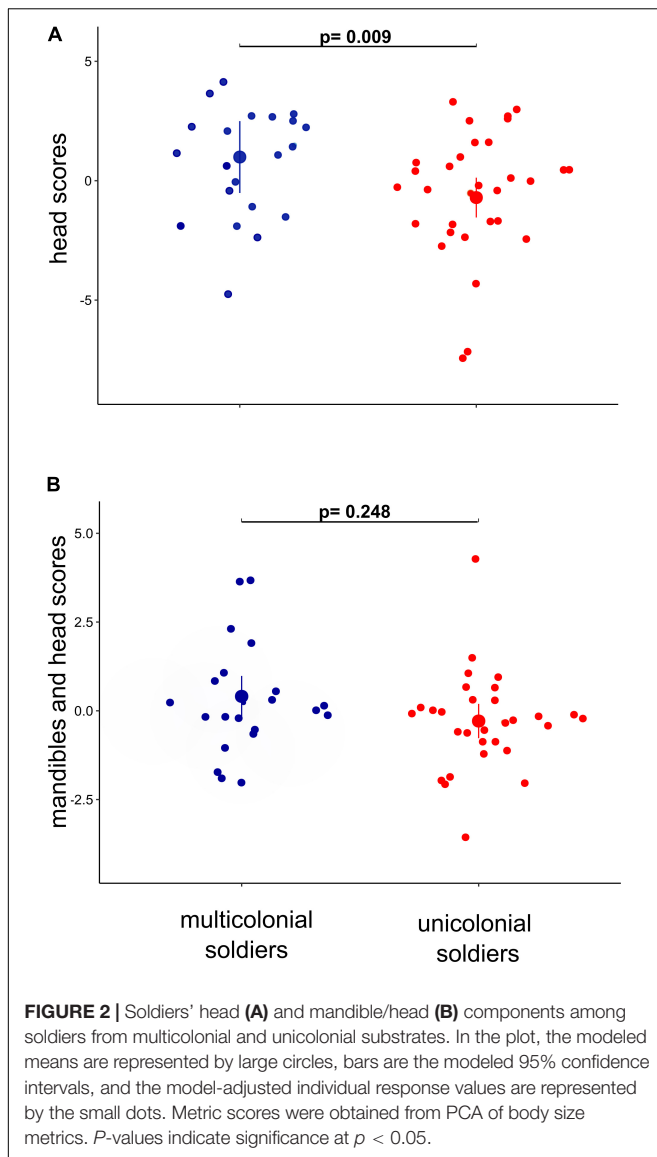 A
p= 0.009
5
0
-5
head scores
B
p= 0.248
5.0
2.5
0.0
-2.5
mandibles and head scores
multicolonial
soldiers
unicolonial
soldiers
FIGURE 2 | Soldiers’ head (A) and mandible/head (B) components among
soldiers from multicolonial and unicolonial substrates. In the plot, the modeled
means are represented by large circles, bars are the modeled 95% confidence
intervals, and the model-adjusted individual response values are represented
by the small dots. Metric scores were obtained from PCA of body size
metrics. P-values indicate significance at p < 0.05.